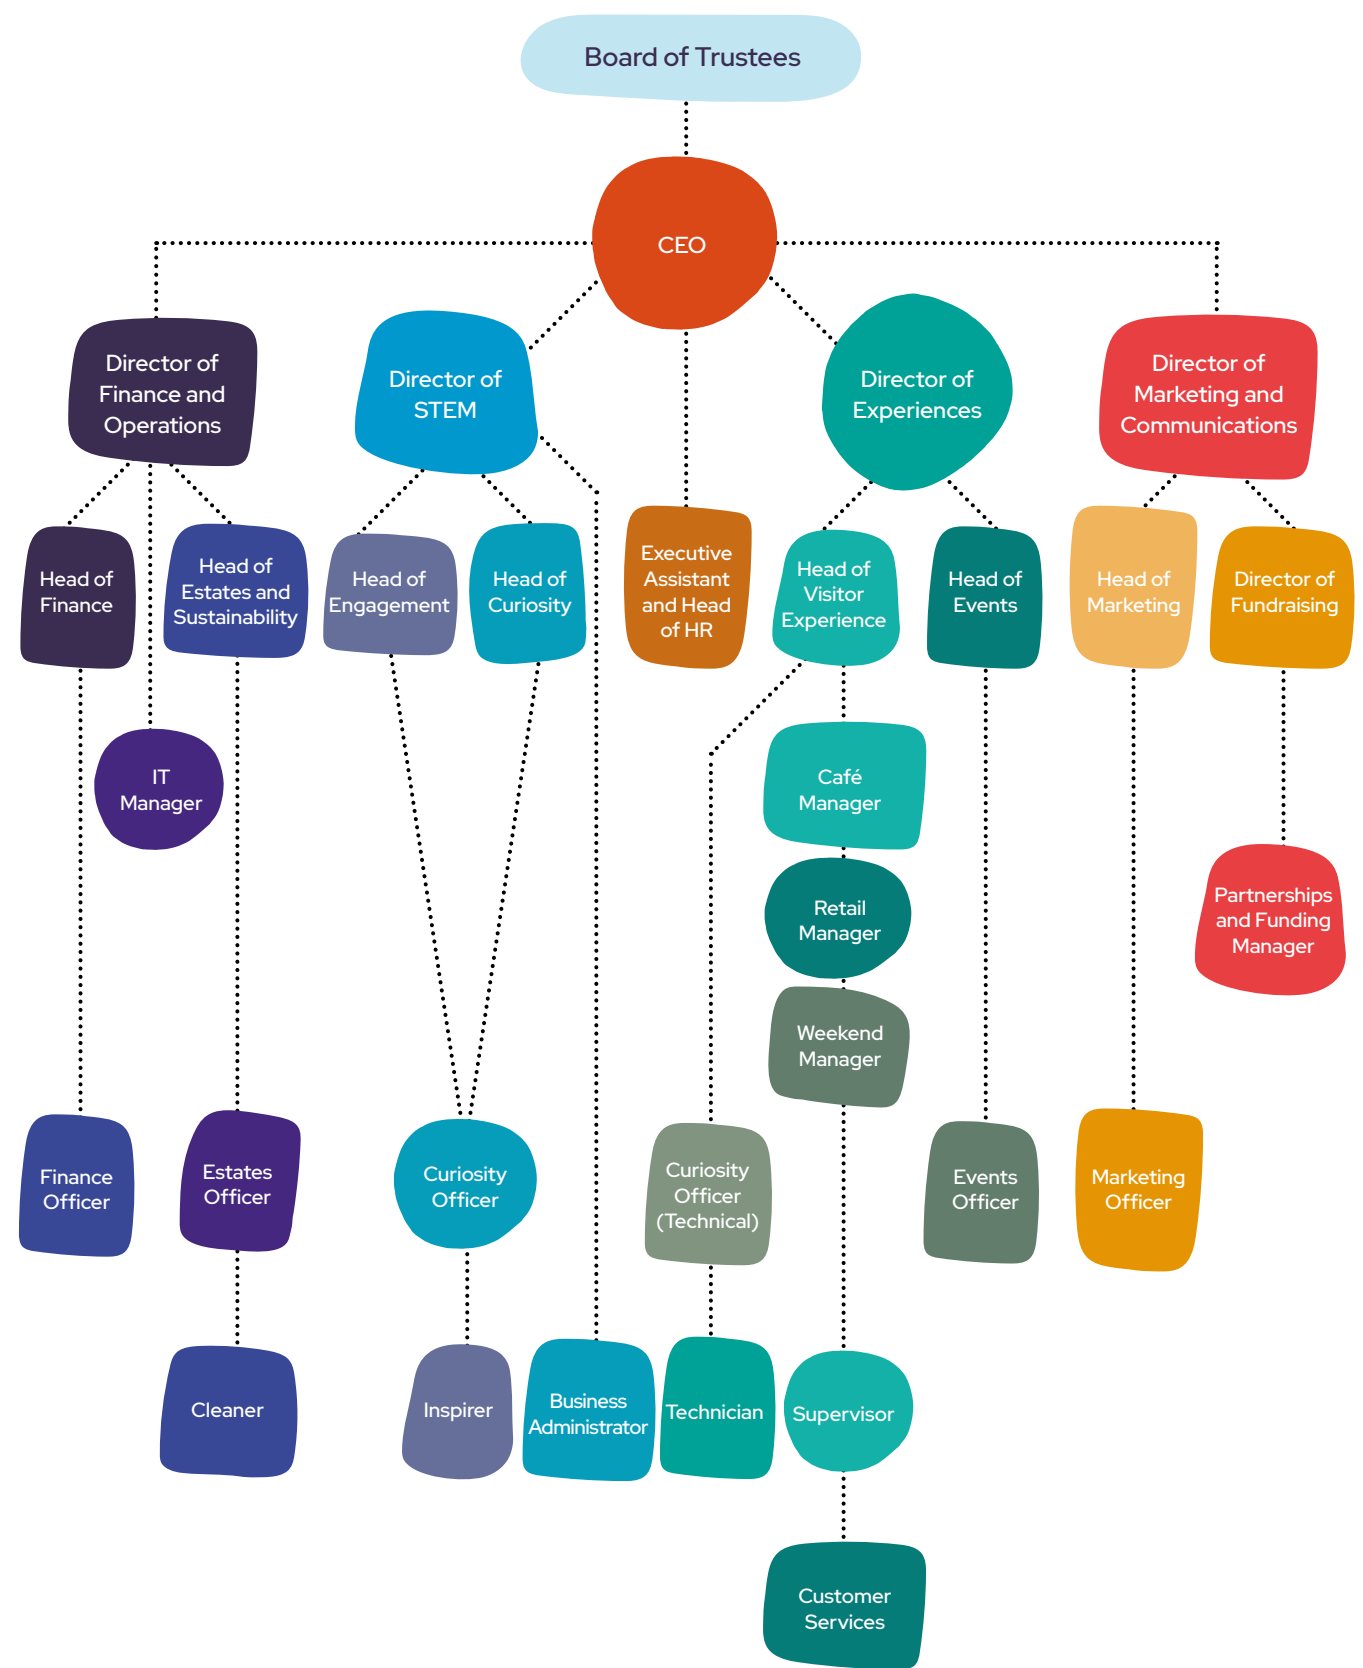 Board of Trustees
CEO
Director of
Finance and
Operations
Director of
STEM
Director of
Experiences
Director of
Marketing and
Communications
Head of
Finance
Head of
Estates and
Sustainability
Head of
Engagement
Head of
Curiosity
Executive
Assistant
and Head
of HR
Head of
Visitor
Experience
Head of
Events
Head of
Marketing
Director of
Fundraising
IT
Manager
Café
Manager
Retail
Manager
Partnerships
and Funding
Manager
Weekend
Manager
Finance
Officer
Estates
Officer
Curiosity
Officer
Curiosity
Officer
(Technical)
Events
Officer
Marketing
Officer
Cleaner
Inspirer
Business
Administrator
Technician
Supervisor
Customer
Services